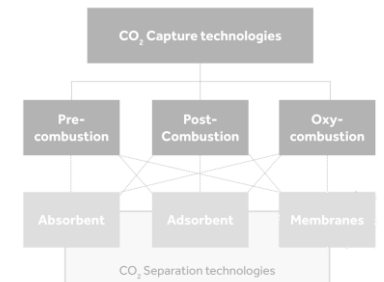 CO₂ Capture technologies
Pre-
combustion
Post-
Combustion
Oxy-
combustion
Absorbent
Adsorbent
Membranes
CO₂ Separation technologies